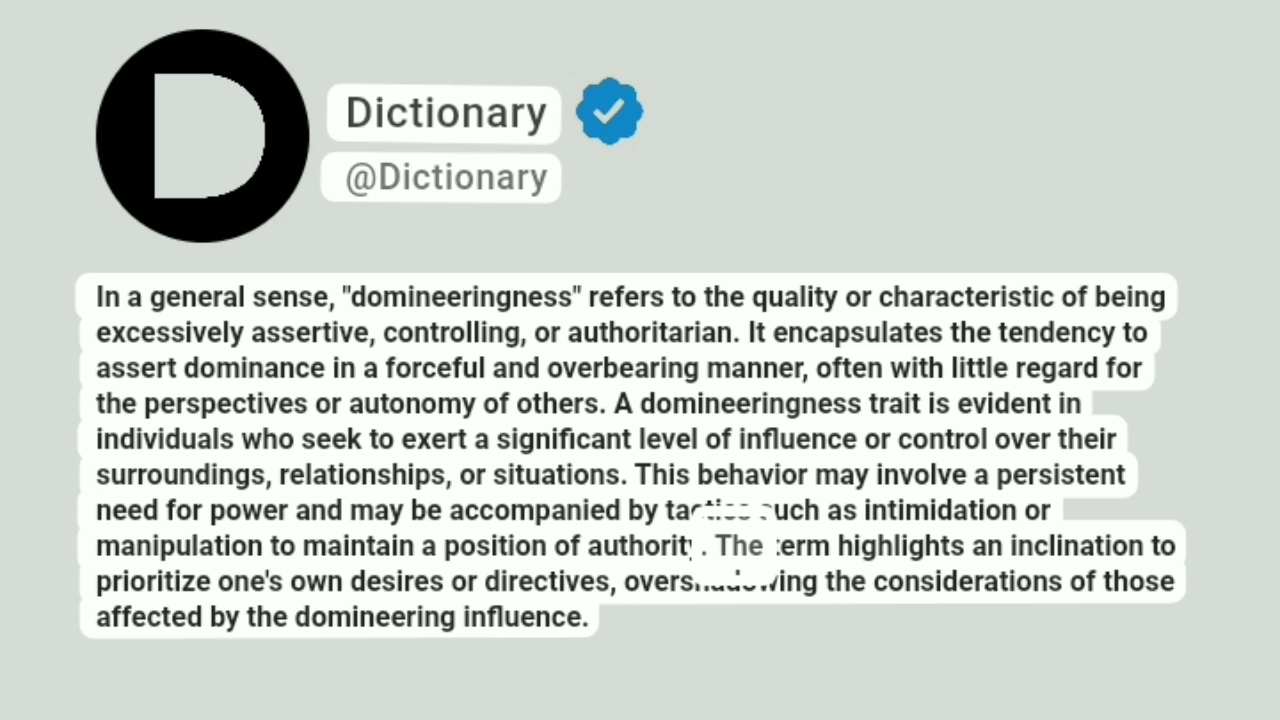 D
Dictionary
@Dictionary
In a general sense, "domineeringness" refers to the quality or characteristic of being
excessively assertive, controlling, or authoritarian. It encapsulates the tendency to
assert dominance in a forceful and overbearing manner, often with little regard for
the perspectives or autonomy of others. A domineeringness trait is evident in
individuals who seek to exert a significant level of influence or control over their
surroundings, relationships, or situations. This behavior may involve a persistent
need for power and may be accompanied by tactics such as intimidation or
manipulation to maintain a position of authority. The term highlights an inclination to
prioritize one's own desires or directives, overshadowing the considerations of those
affected by the domineering influence.